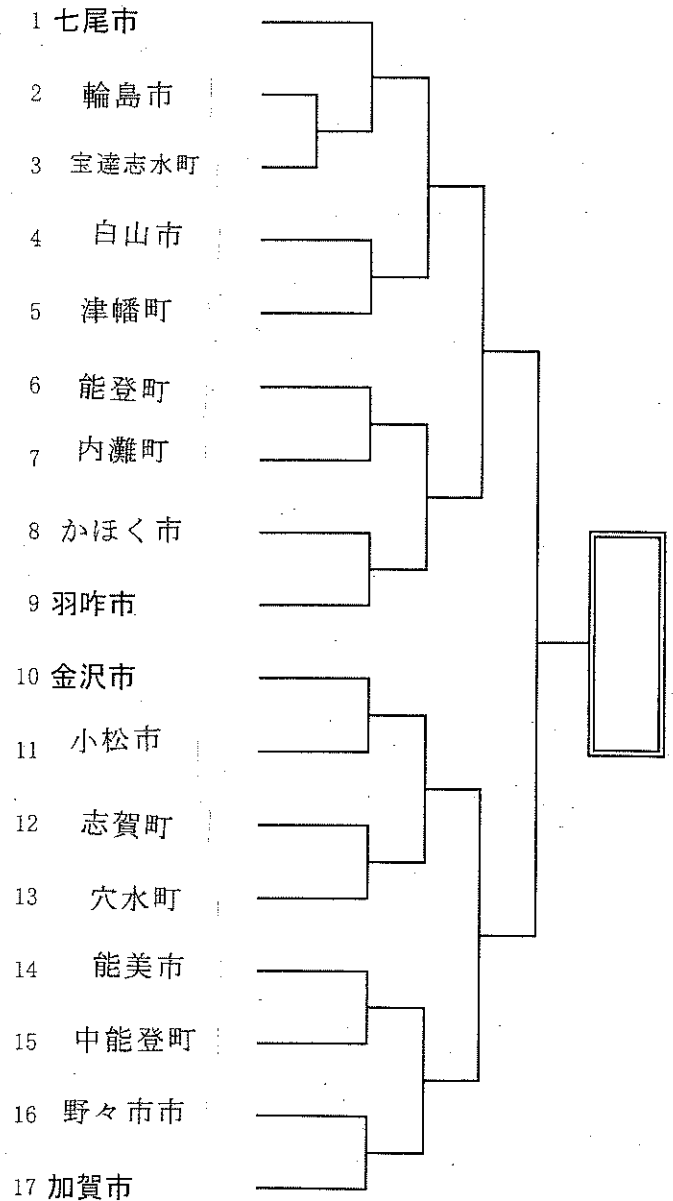 1 七尾市
2 輪島市
3 宝達志水町
4 白山市
5 津幡町
6 能登町
7 内灘町
8 かほく市
9 羽咋市
10 金沢市
11 小松市
12 志賀町
13 穴水町
14 能美市
15 中能登町
16 野々市市
17 加賀市